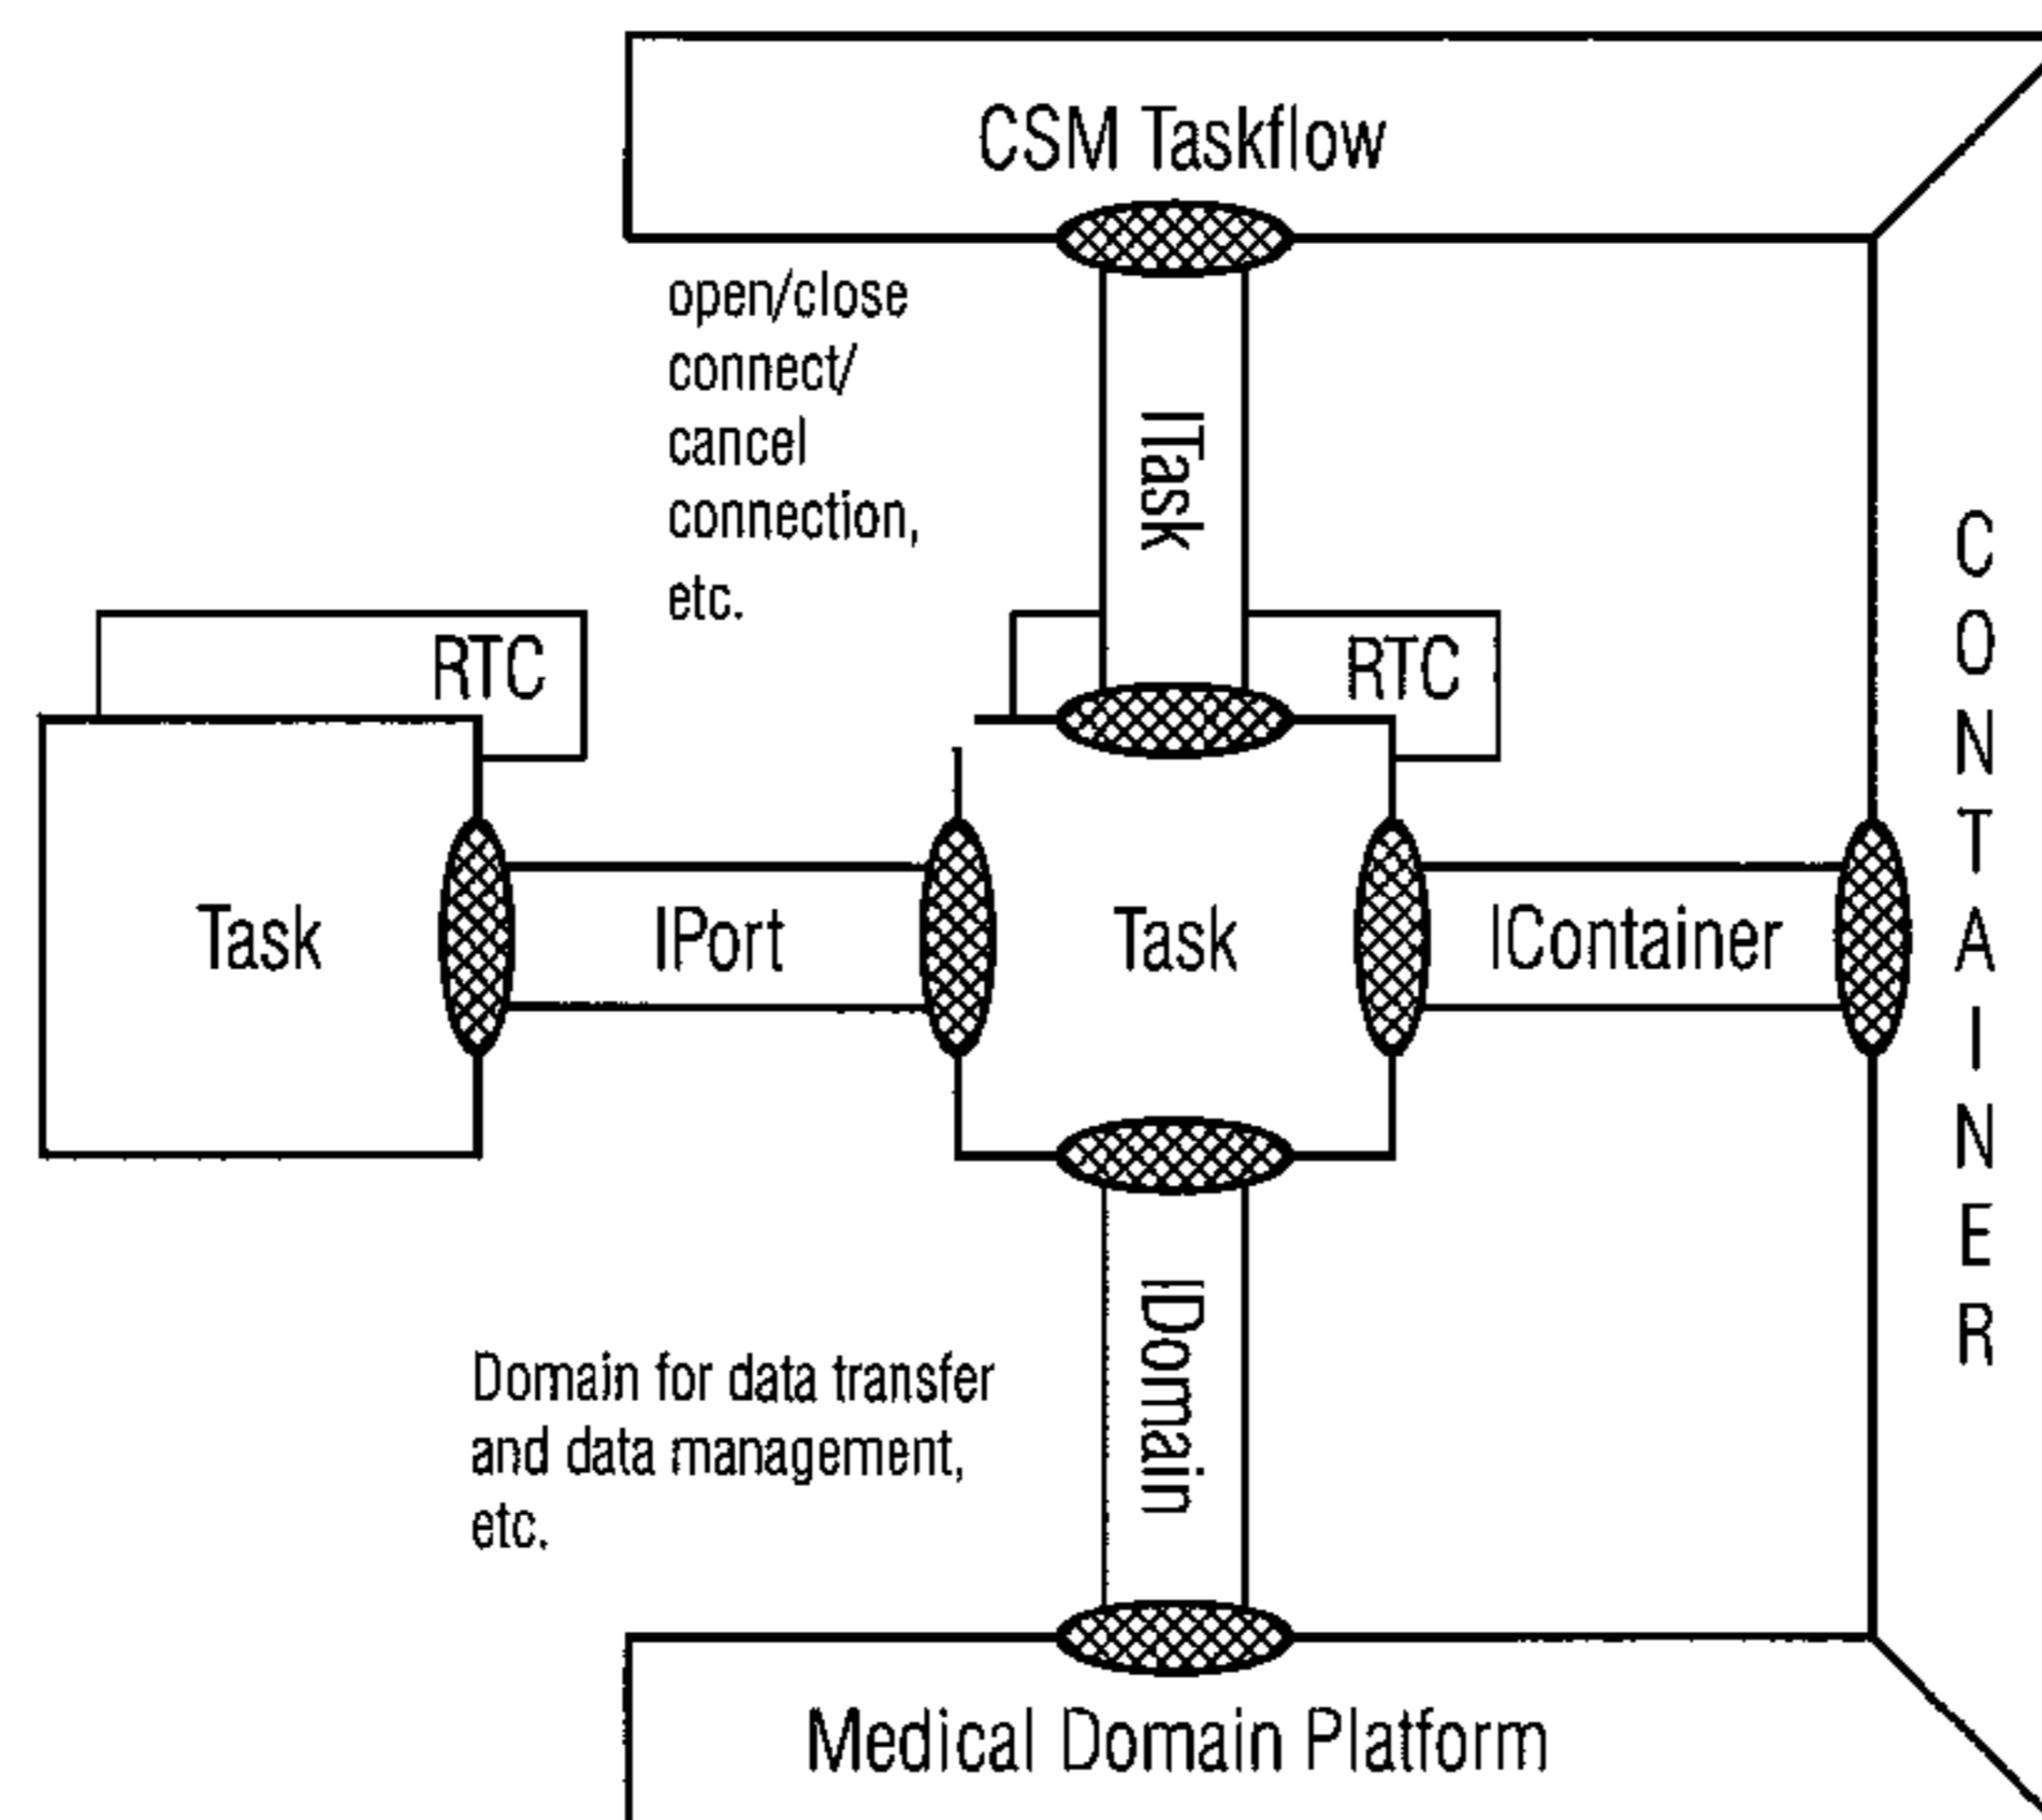 CSM Taskflow
open/close
connect/
cancel
connection,
etc.
ITask
RTC
RTC
Task
IPort
Task
IContainer
CONTAINER
IDomain
Domain for data transfer
and data management,
etc.
Medical Domain Platform